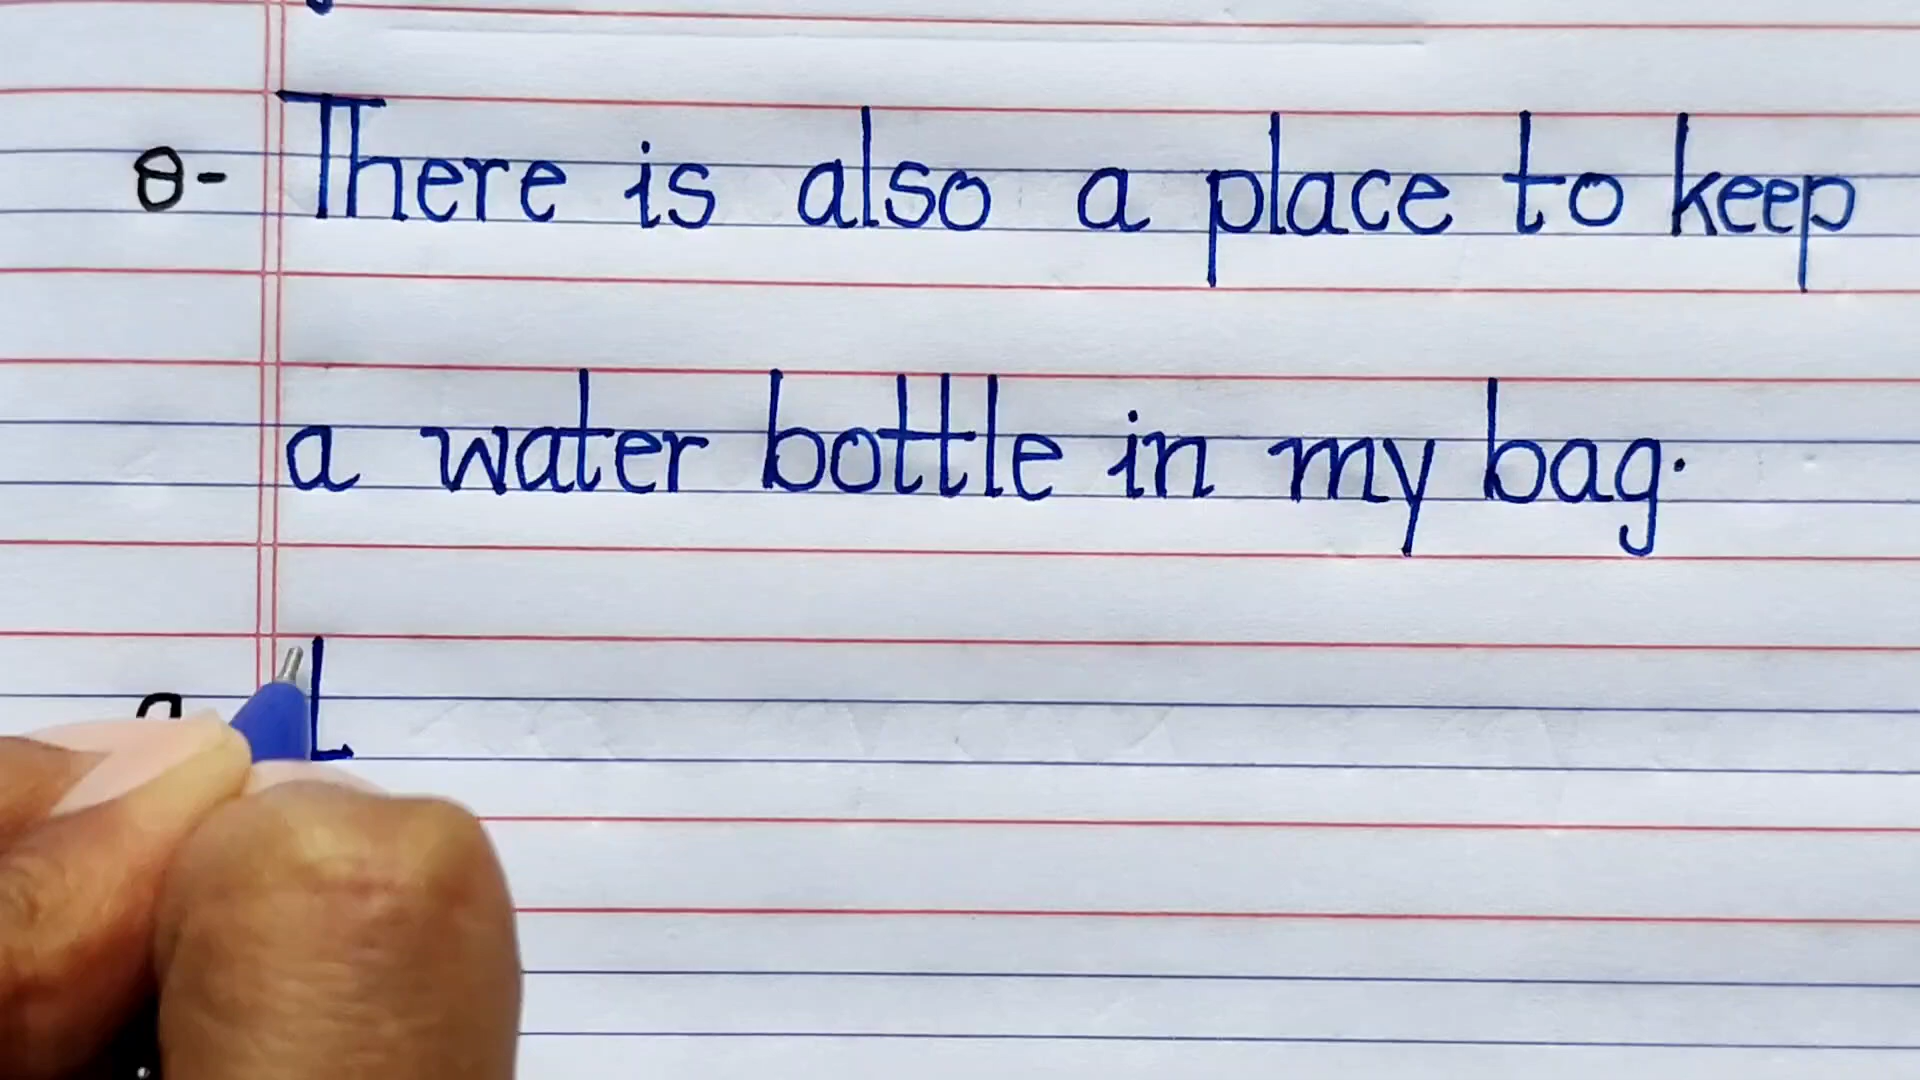 8- There is also a place to keep
a water bottle in my bag.